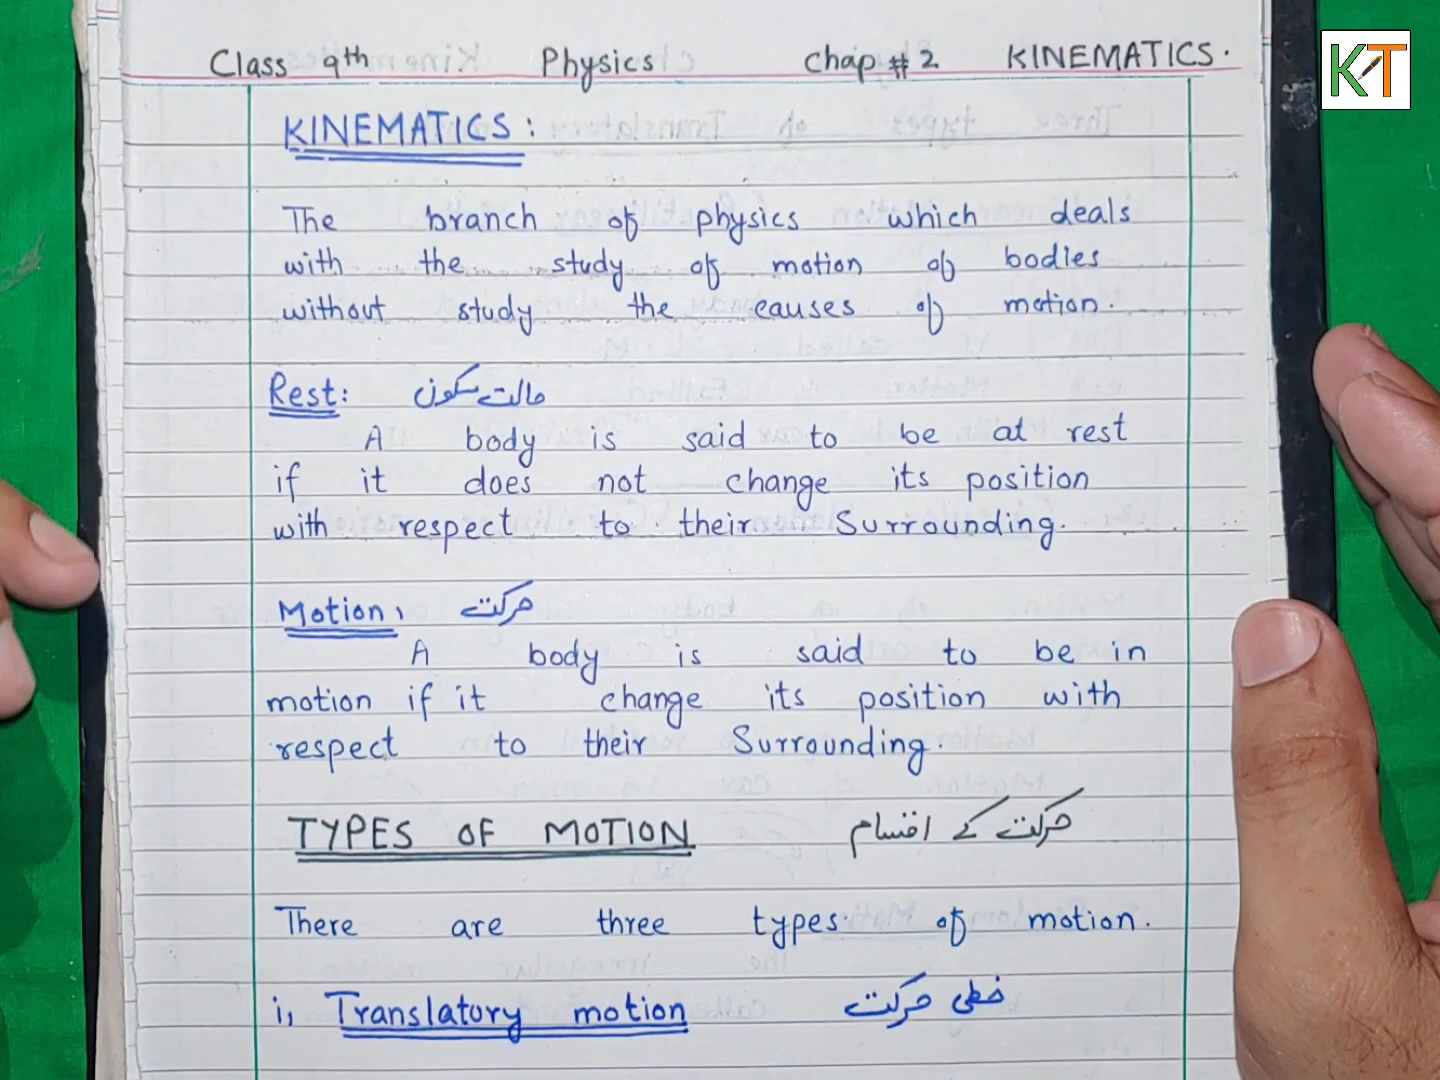 Class 9th Physics Chap # 2 KINEMATICS.
KT
KINEMATICS:
The branch of physics which deals
with the study of motion of bodies
without study the causes of motion.
Rest: حالت سکون
A body is said to be at rest
if it does not change its position
with respect to their Surrounding.
Motion: حرکت
A body is said to be in
motion if it change its position with
respect to their Surrounding.
TYPES OF MOTION حرکت کے اقسام
There are three types of motion.
i, Translatory motion خطی حرکت